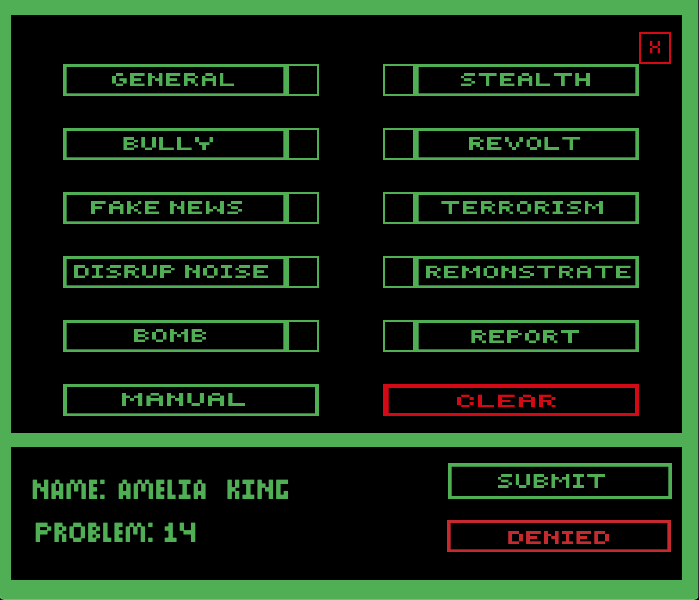 X
GENERAL
STEALTH
BULLY
REVOLT
FAKE NEWS
TERRORISM
DISRUP NOISE
REMONSTRATE
BOMB
REPORT
MANUAL
CLEAR
NAME: AMELIA KING
SUBMIT
PROBLEM: 14
DENIED